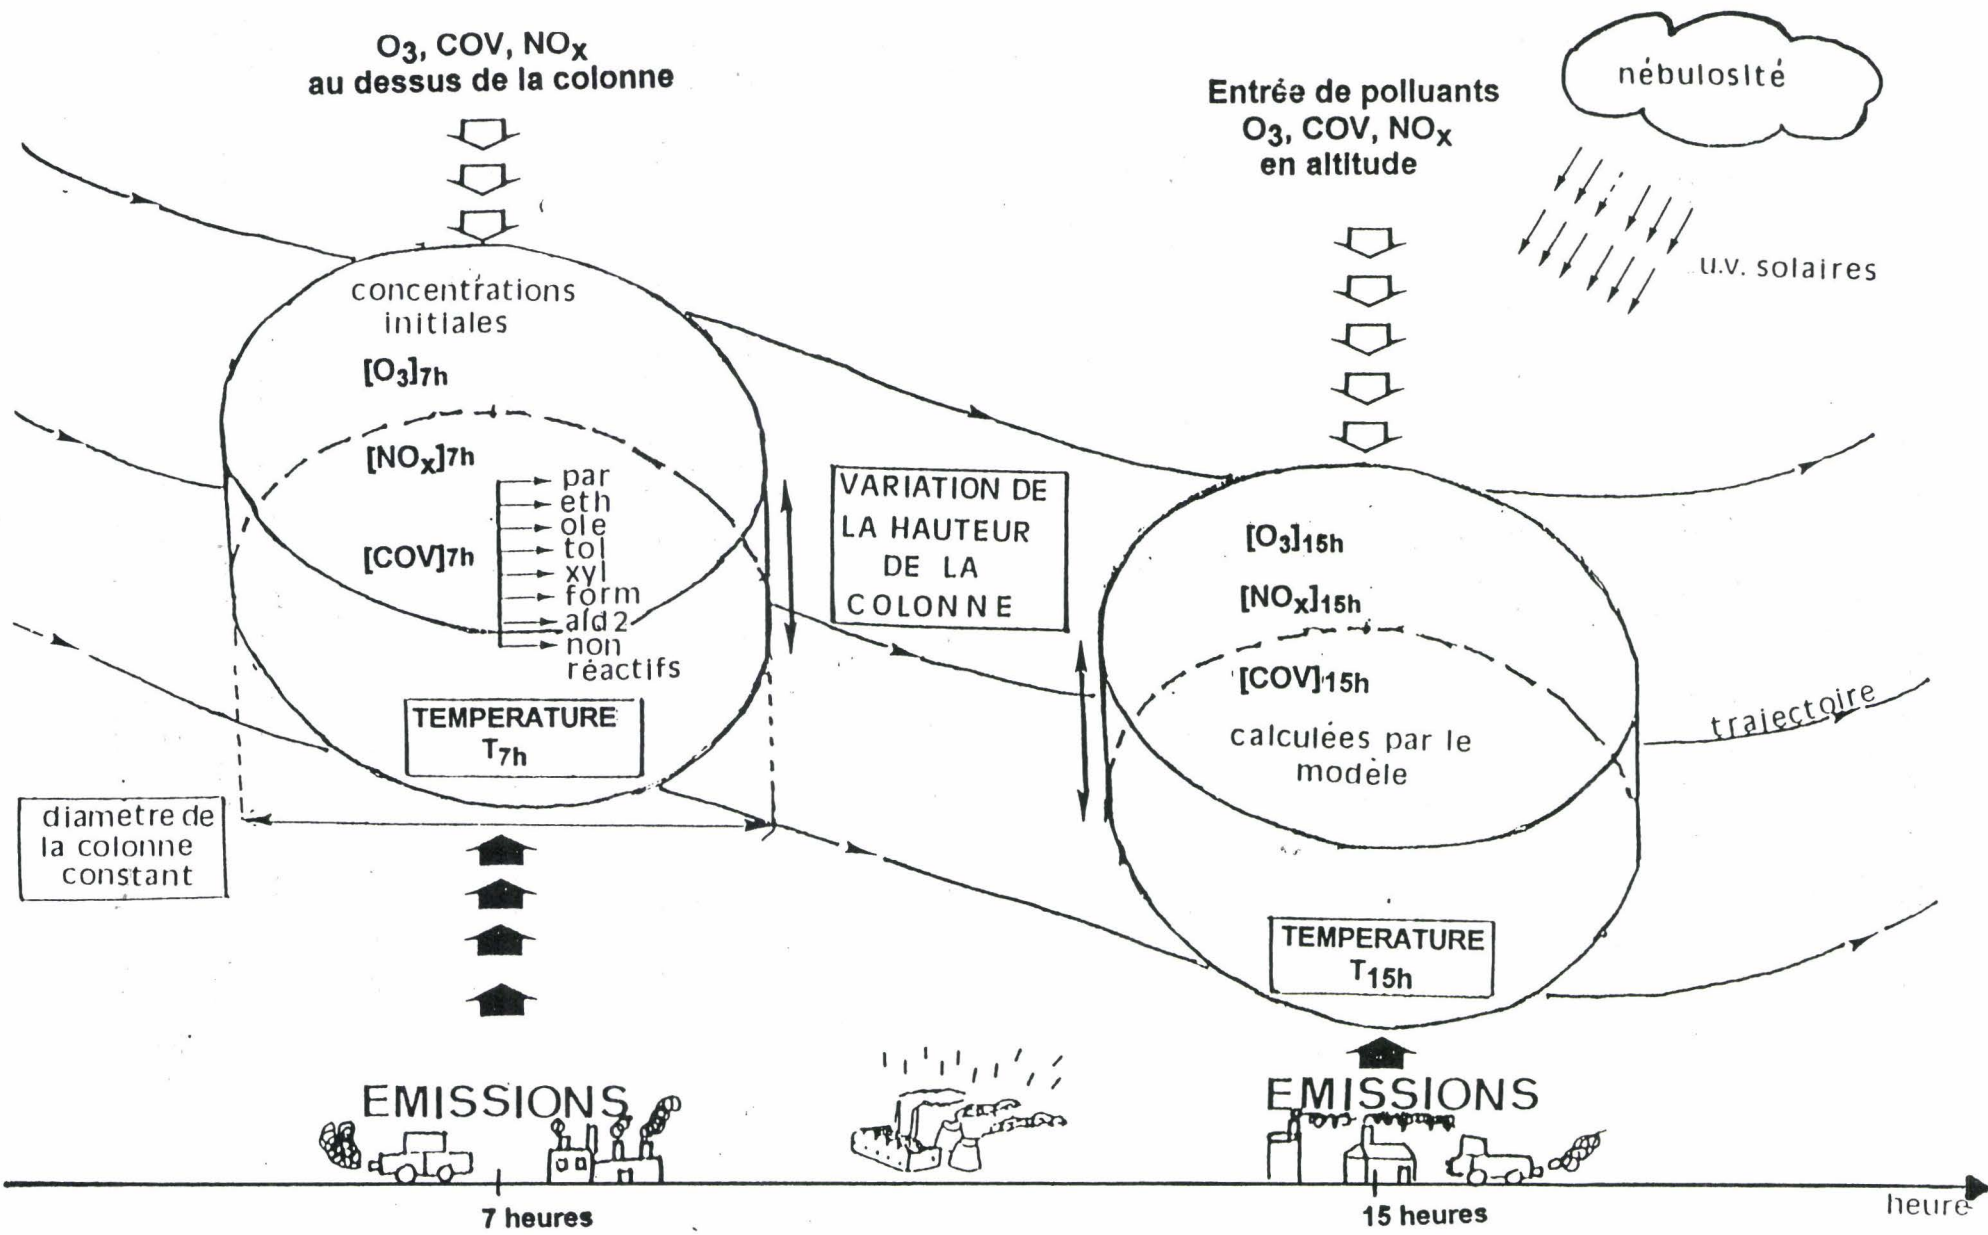 O3, COV, NOx
au dessus de la colonne
Entrée de polluants
O3, COV, NOx
en altitude
nébulosité
u.v. solaires
concentrations
initiales
[O3]7h
[NOx]7h
[COV]7h
par
eth
ole
tol
xyl
form
ald2
non
réactifs
TEMPERATURE
T7h
VARIATION DE
LA HAUTEUR
DE LA
COLONNE
[O3]15h
[NOx]15h
[COV]15h
calculées par le
modèle
trajectoire
TEMPERATURE
T15h
diamètre de
la colonne
constant
EMISSIONS
EMISSIONS
7 heures
15 heures
heure